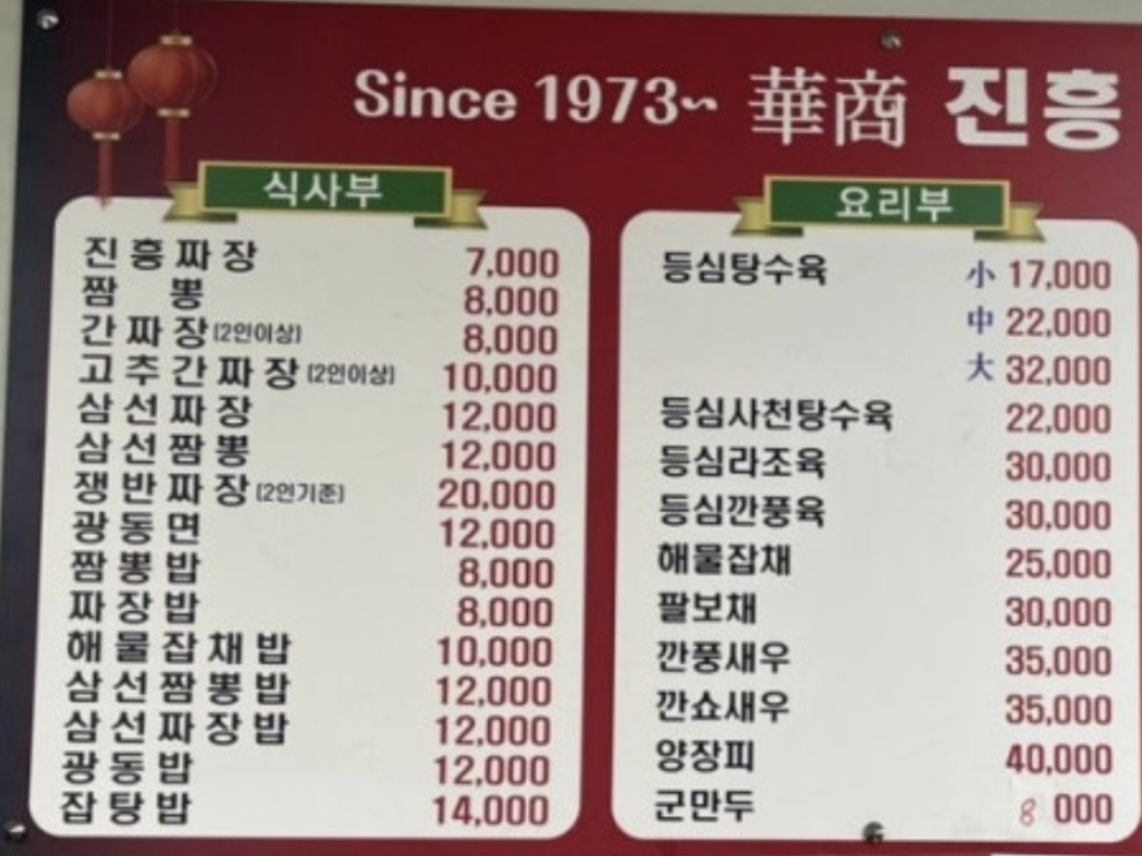 Since 1973~ 華商 진흥
식사부
진흥짜장 7,000
짬뽕 8,000
간짜장(2인이상) 8,000
고추간짜장(2인이상) 10,000
삼선짜장 12,000
삼선짬뽕 12,000
쟁반짜장(2인기준) 20,000
광동면 12,000
짬뽕밥 8,000
짜장밥 8,000
해물잡채밥 10,000
삼선짬뽕밥 12,000
삼선짜장밥 12,000
광동밥 12,000
잡탕밥 14,000
요리부
등심탕수육 小 17,000
中 22,000
大 32,000
등심사천탕수육 22,000
등심라조육 30,000
등심깐풍육 30,000
해물잡채 25,000
팔보채 30,000
깐풍새우 35,000
깐쇼새우 35,000
양장피 40,000
군만두 8 000